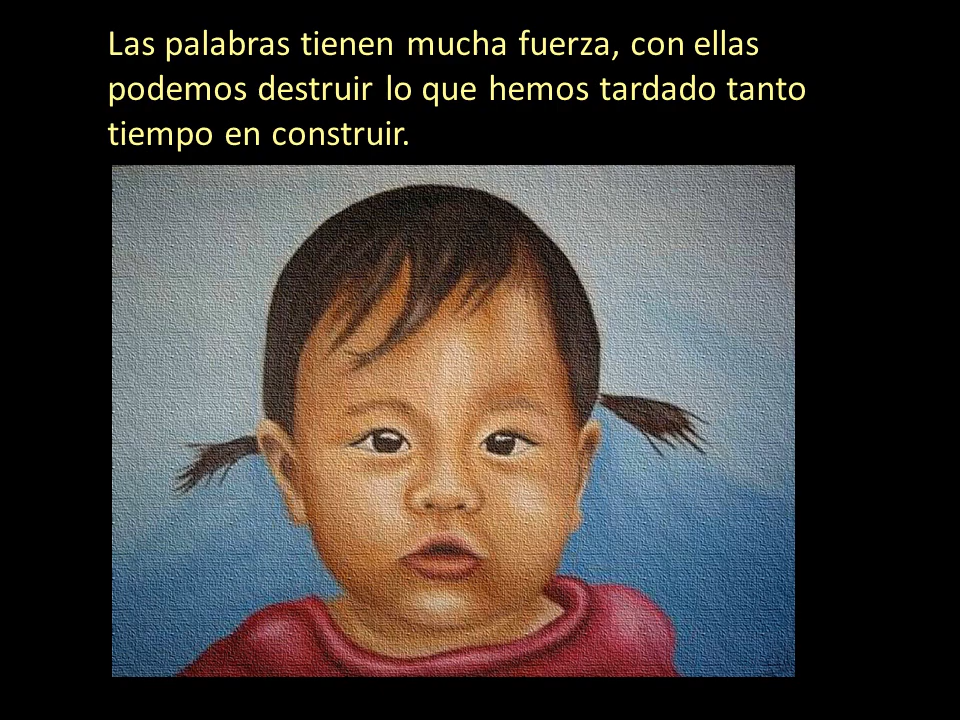 Las palabras tienen mucha fuerza, con ellas
podemos destruir lo que hemos tardado tanto
tiempo en construir.